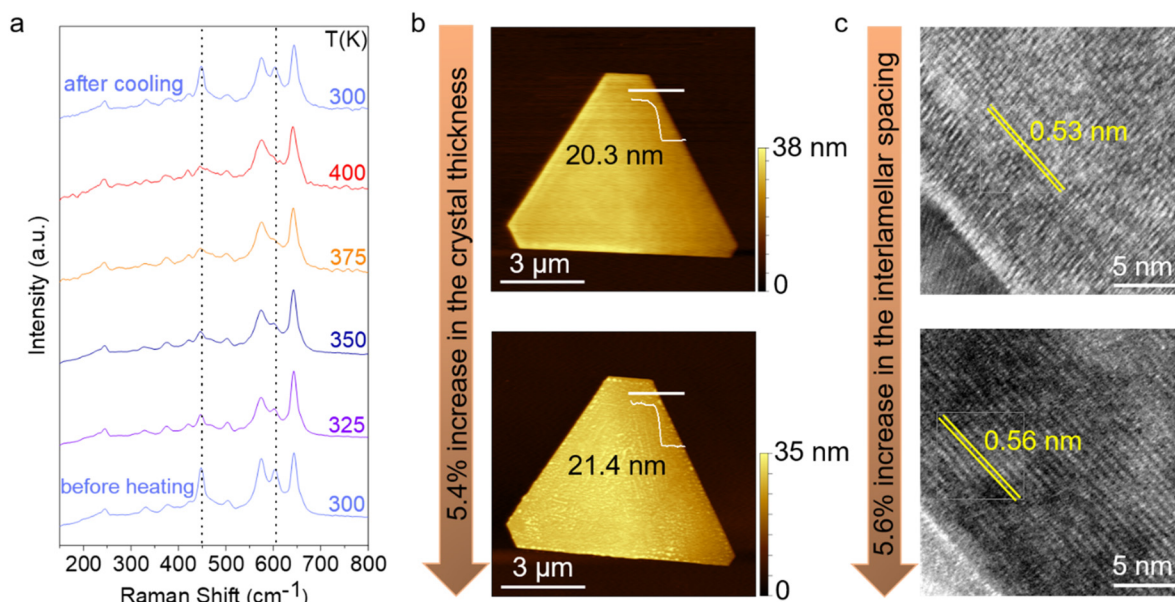 a
T(K)
after cooling
300
400
375
350
325
before heating
300
Intensity (a.u.)
200 300 400 500 600 700 800
Raman Shift (cm⁻¹)
b
5.4% increase in the crystal thickness
20.3 nm
3 µm
38 nm
0
21.4 nm
3 µm
35 nm
0
c
5.6% increase in the interlamellar spacing
0.53 nm
5 nm
0.56 nm
5 nm